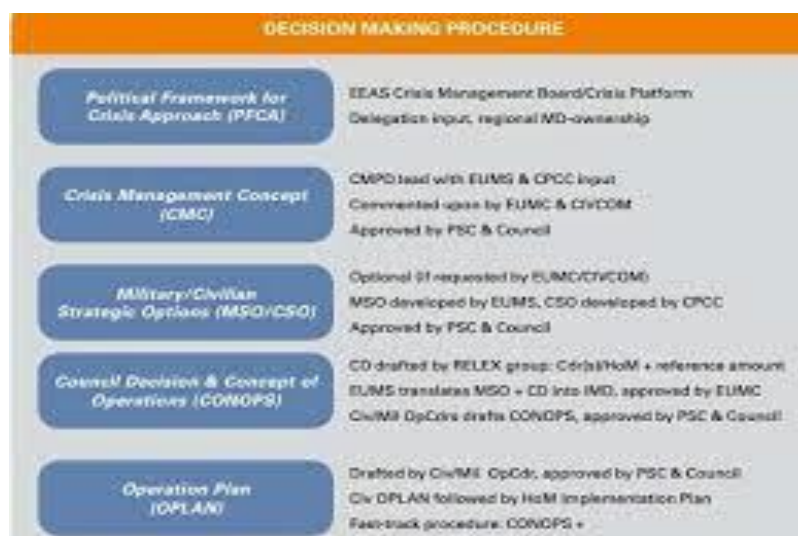 DECISION MAKING PROCEDURE
Political Framework for
Crisis Approach (PFCA)
EEAS Crisis Management Board/Crisis Platform
Delegation input, regional MD-ownership
Crisis Management Concept
(CMC)
CMPD lead with EUMS & CPCC input
Commented upon by EUMC & CIVCOM
Approved by PSC & Council
Military/Civilian
Strategic Options (MSO/CSO)
Optional (if requested by EUMC/CIVCOM)
MSO developed by EUMS, CSO developed by CPCC
Approved by PSC & Council
Council Decision & Concept of
Operations (CONOPS)
CD drafted by RELEX group: Cdr(s)/HoM + reference amount
EUMS translates MSO + CD into IMD, approved by EUMC
Civ/Mil OpCdrs drafts CONOPS, approved by PSC & Council
Operation Plan
(OPLAN)
Drafted by Civ/Mil OpCdr, approved by PSC & Council
Civ OPLAN followed by HoM Implementation Plan
Fast-track procedure: CONOPS +